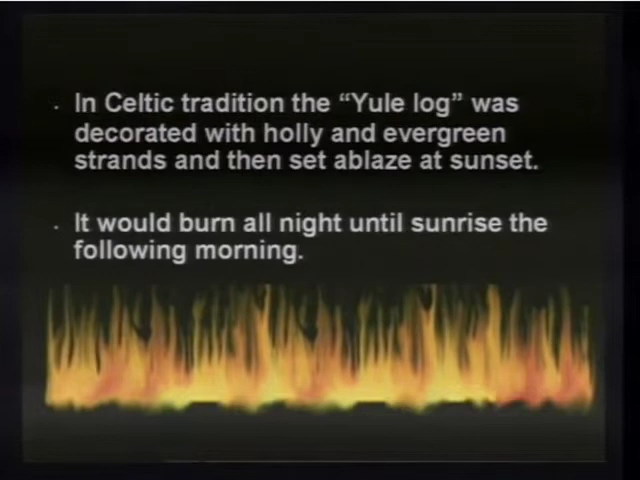 · In Celtic tradition the “Yule log” was
decorated with holly and evergreen
strands and then set ablaze at sunset.
· It would burn all night until sunrise the
following morning.